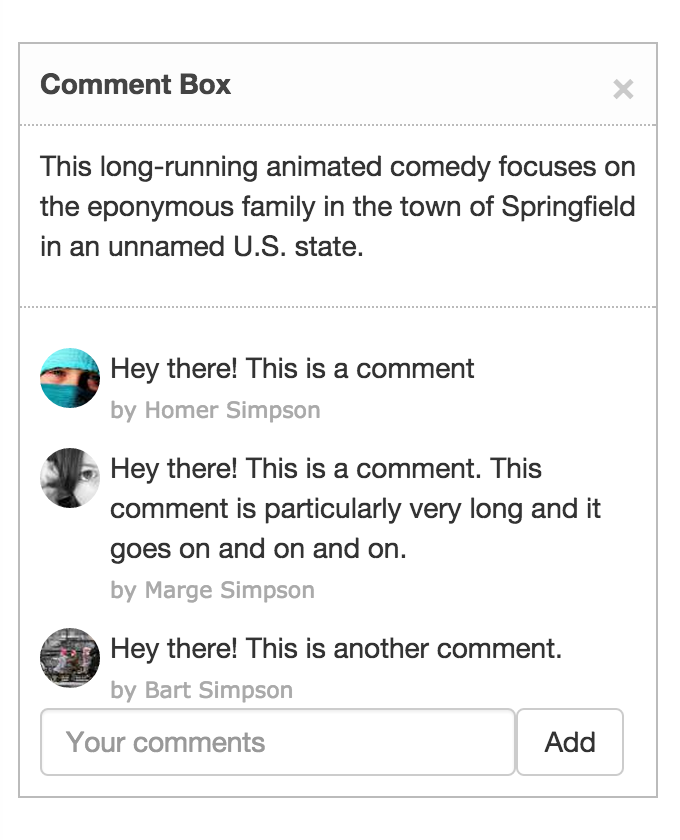 Comment Box
×
This long-running animated comedy focuses on
the eponymous family in the town of Springfield
in an unnamed U.S. state.
Hey there! This is a comment
by Homer Simpson
Hey there! This is a comment. This
comment is particularly very long and it
goes on and on and on.
by Marge Simpson
Hey there! This is another comment.
by Bart Simpson
Your comments
Add